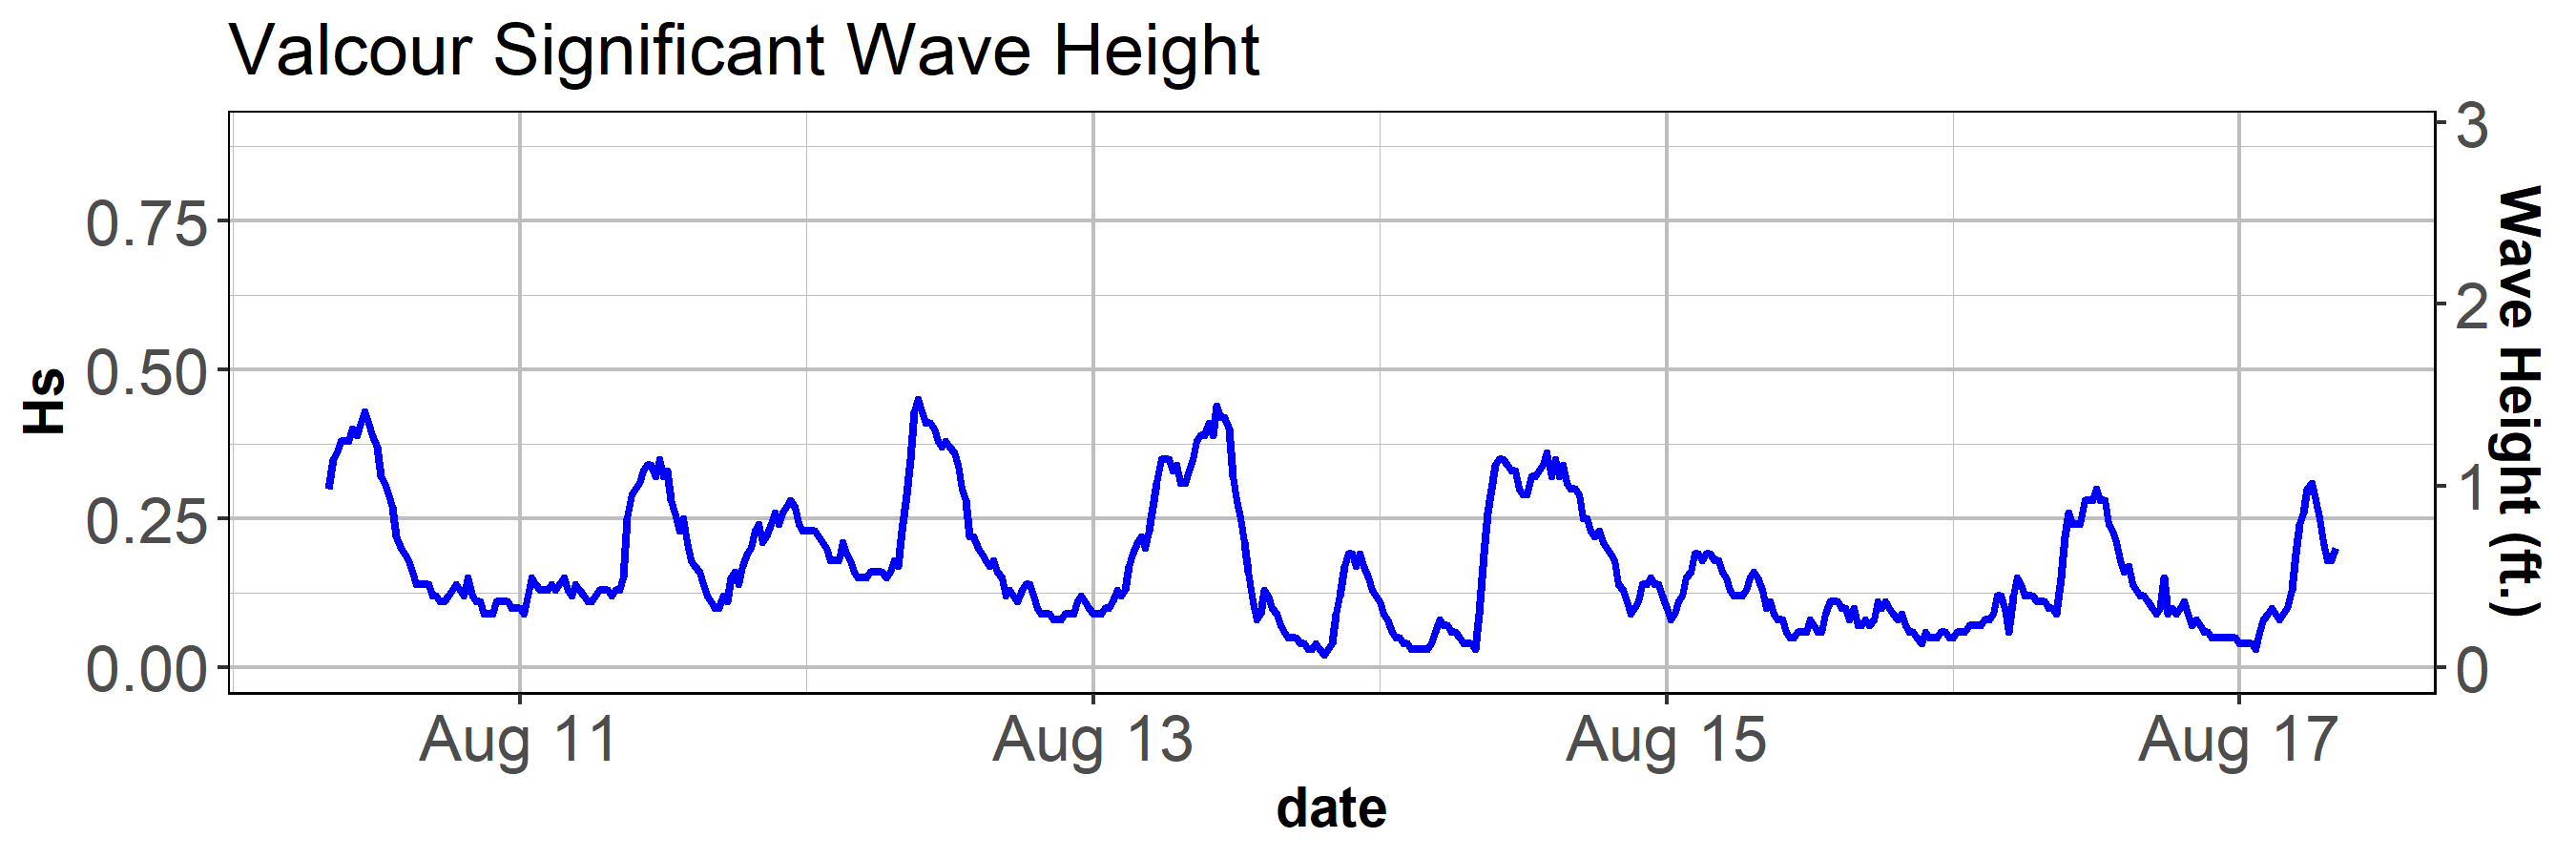 Valcour Significant Wave Height
Hs
0.75
0.50
0.25
0.00
3
2
1
0
Wave Height (ft.)
Aug 11 Aug 13 Aug 15 Aug 17
date